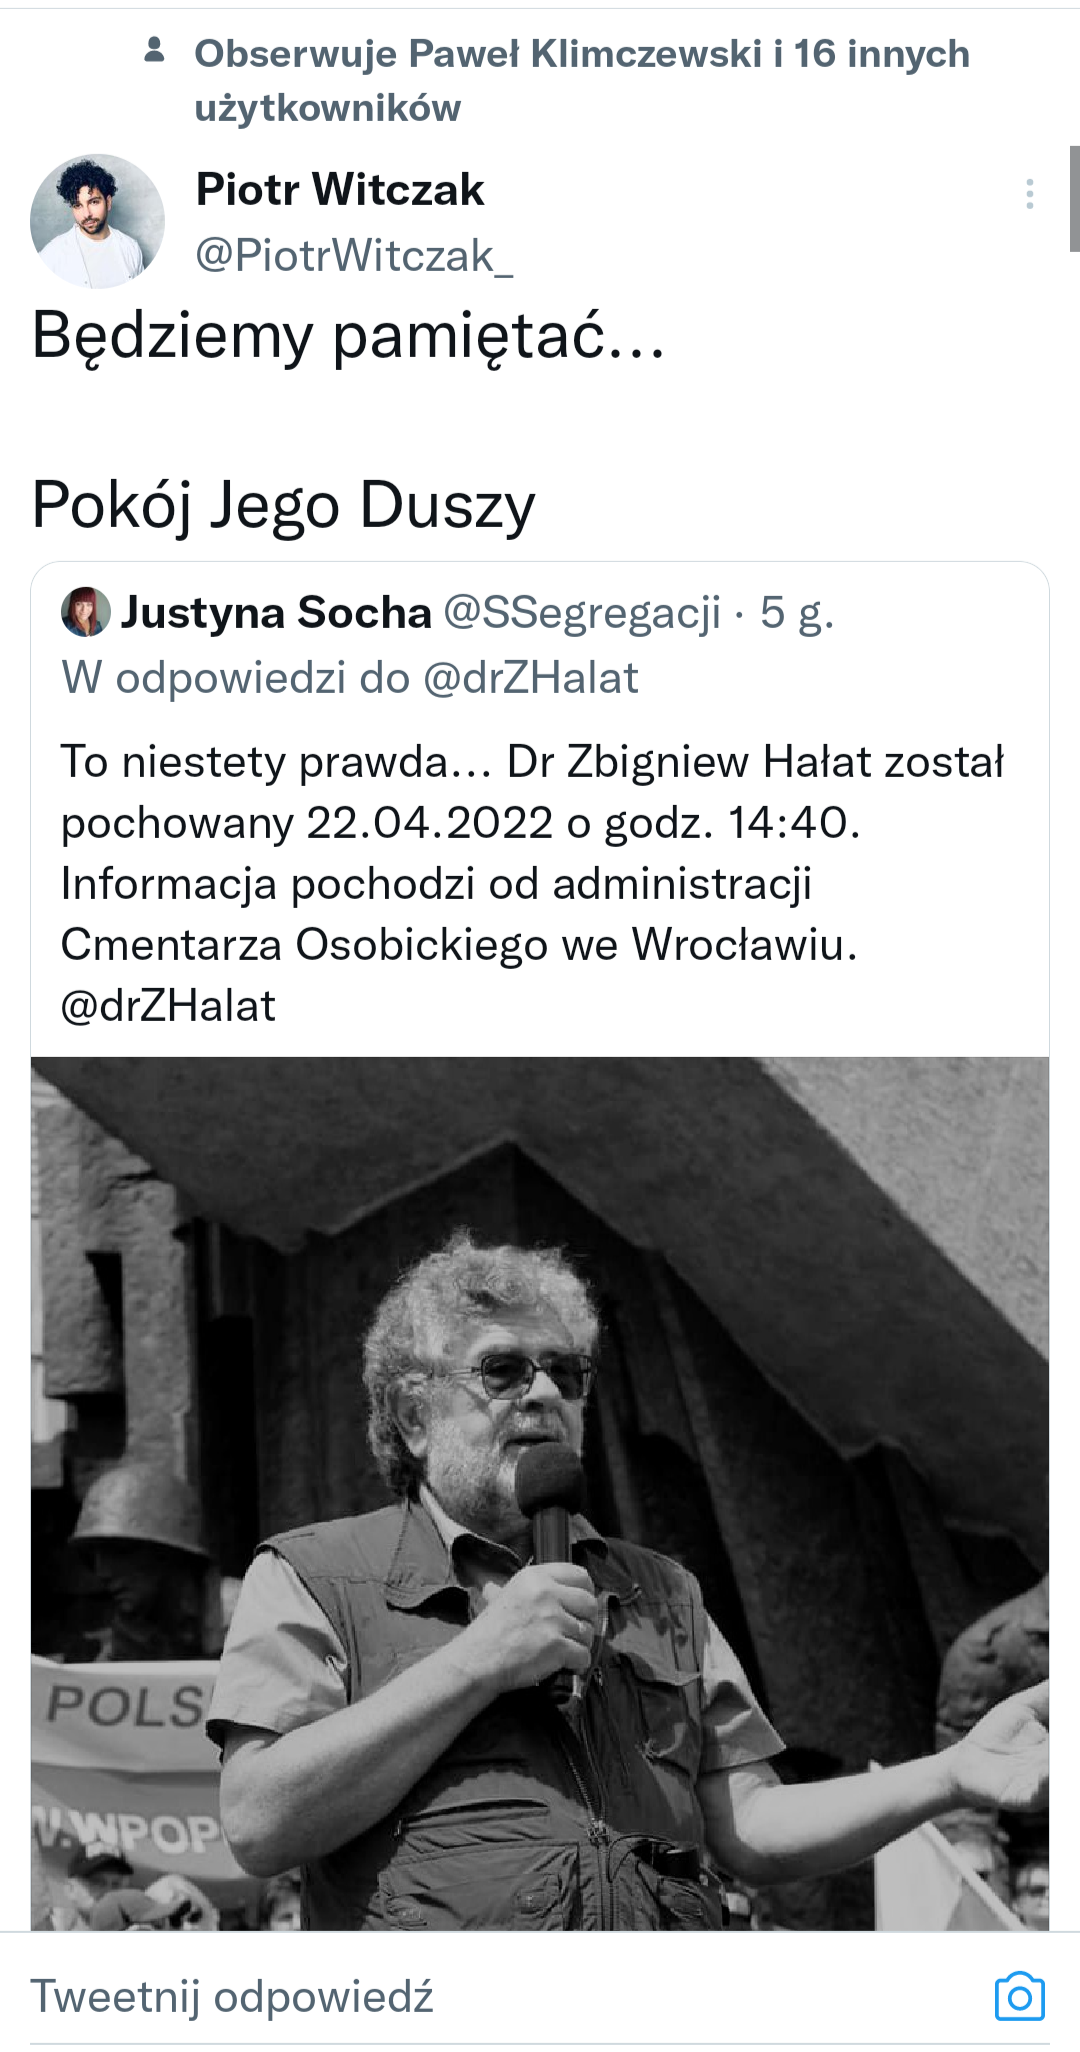 Obserwuje Paweł Klimczewski i 16 innych
użytkowników
Piotr Witczak
@PiotrWitczak_
Będziemy pamiętać...
Pokój Jego Duszy
Justyna Socha @SSegregacji · 5 g.
W odpowiedzi do @drZHalat
To niestety prawda... Dr Zbigniew Hałat został
pochowany 22.04.2022 o godz. 14:40.
Informacja pochodzi od administracji
Cmentarza Osobickiego we Wrocławiu.
@drZHalat
POLS
W.WPOP
Tweetnij odpowiedź